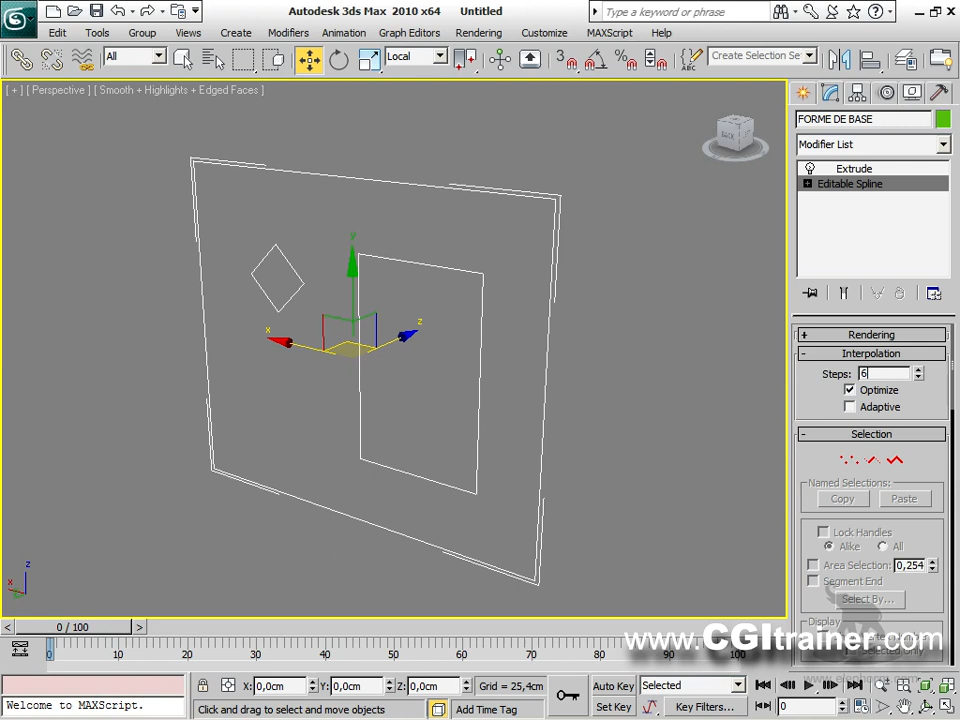 Autodesk 3ds Max 2010 x64 Untitled
Type a keyword or phrase
Edit Tools Group Views Create Modifiers Animation Graph Editors Rendering Customize MAXScript Help
All Local 3 Create Selection Se
[ + ] [ Perspective ] [ Smooth + Highlights + Edged Faces ]
BACK
FORME DE BASE
Modifier List
Extrude
Editable Spline
y
x
z
Rendering
Interpolation
Steps: 6
Optimize
Adaptive
Selection
Named Selections:
Copy Paste
Lock Handles
Alike All
Area Selection: 0,254
Segment End
Select By...
Display
z
x
0 / 100
www.CGItrainer.com
0 10 20 30 40 50 60 70 80 90 100
X: 0,0cm Y: 0,0cm Z: 0,0cm Grid = 25,4cm
Auto Key Selected
Welcome to MAXScript.
Click and drag to select and move objects
Add Time Tag
Set Key Key Filters... 0